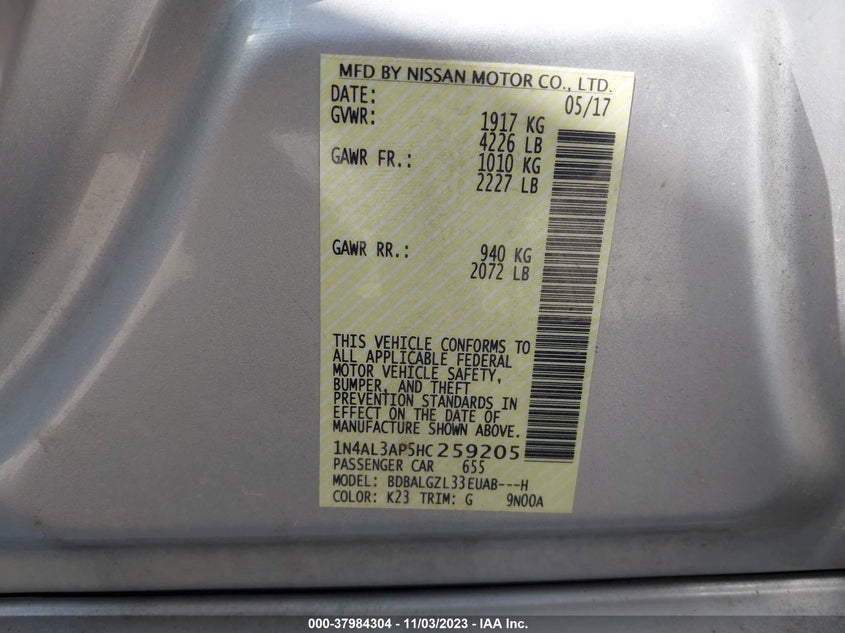 MFD BY NISSAN MOTOR CO., LTD.
DATE: 05/17
GVWR: 1917 KG
4226 LB
GAWR FR.: 1010 KG
2227 LB
GAWR RR.: 940 KG
2072 LB
THIS VEHICLE CONFORMS TO
ALL APPLICABLE FEDERAL
MOTOR VEHICLE SAFETY,
BUMPER, AND THEFT
PREVENTION STANDARDS IN
EFFECT ON THE DATE OF
MANUFACTURE SHOWN ABOVE.
1N4AL3AP5HC259205
PASSENGER CAR 655
MODEL: BDBALGZL33EUAB---H
COLOR: K23 TRIM: G 9N00A
000-37984304 - 11/03/2023 - IAA Inc.